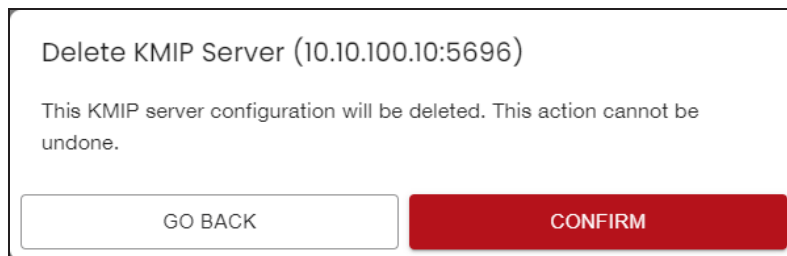 Delete KMIP Server (10.10.100.10:5696)
This KMIP server configuration will be deleted. This action cannot be
undone.
GO BACK
CONFIRM